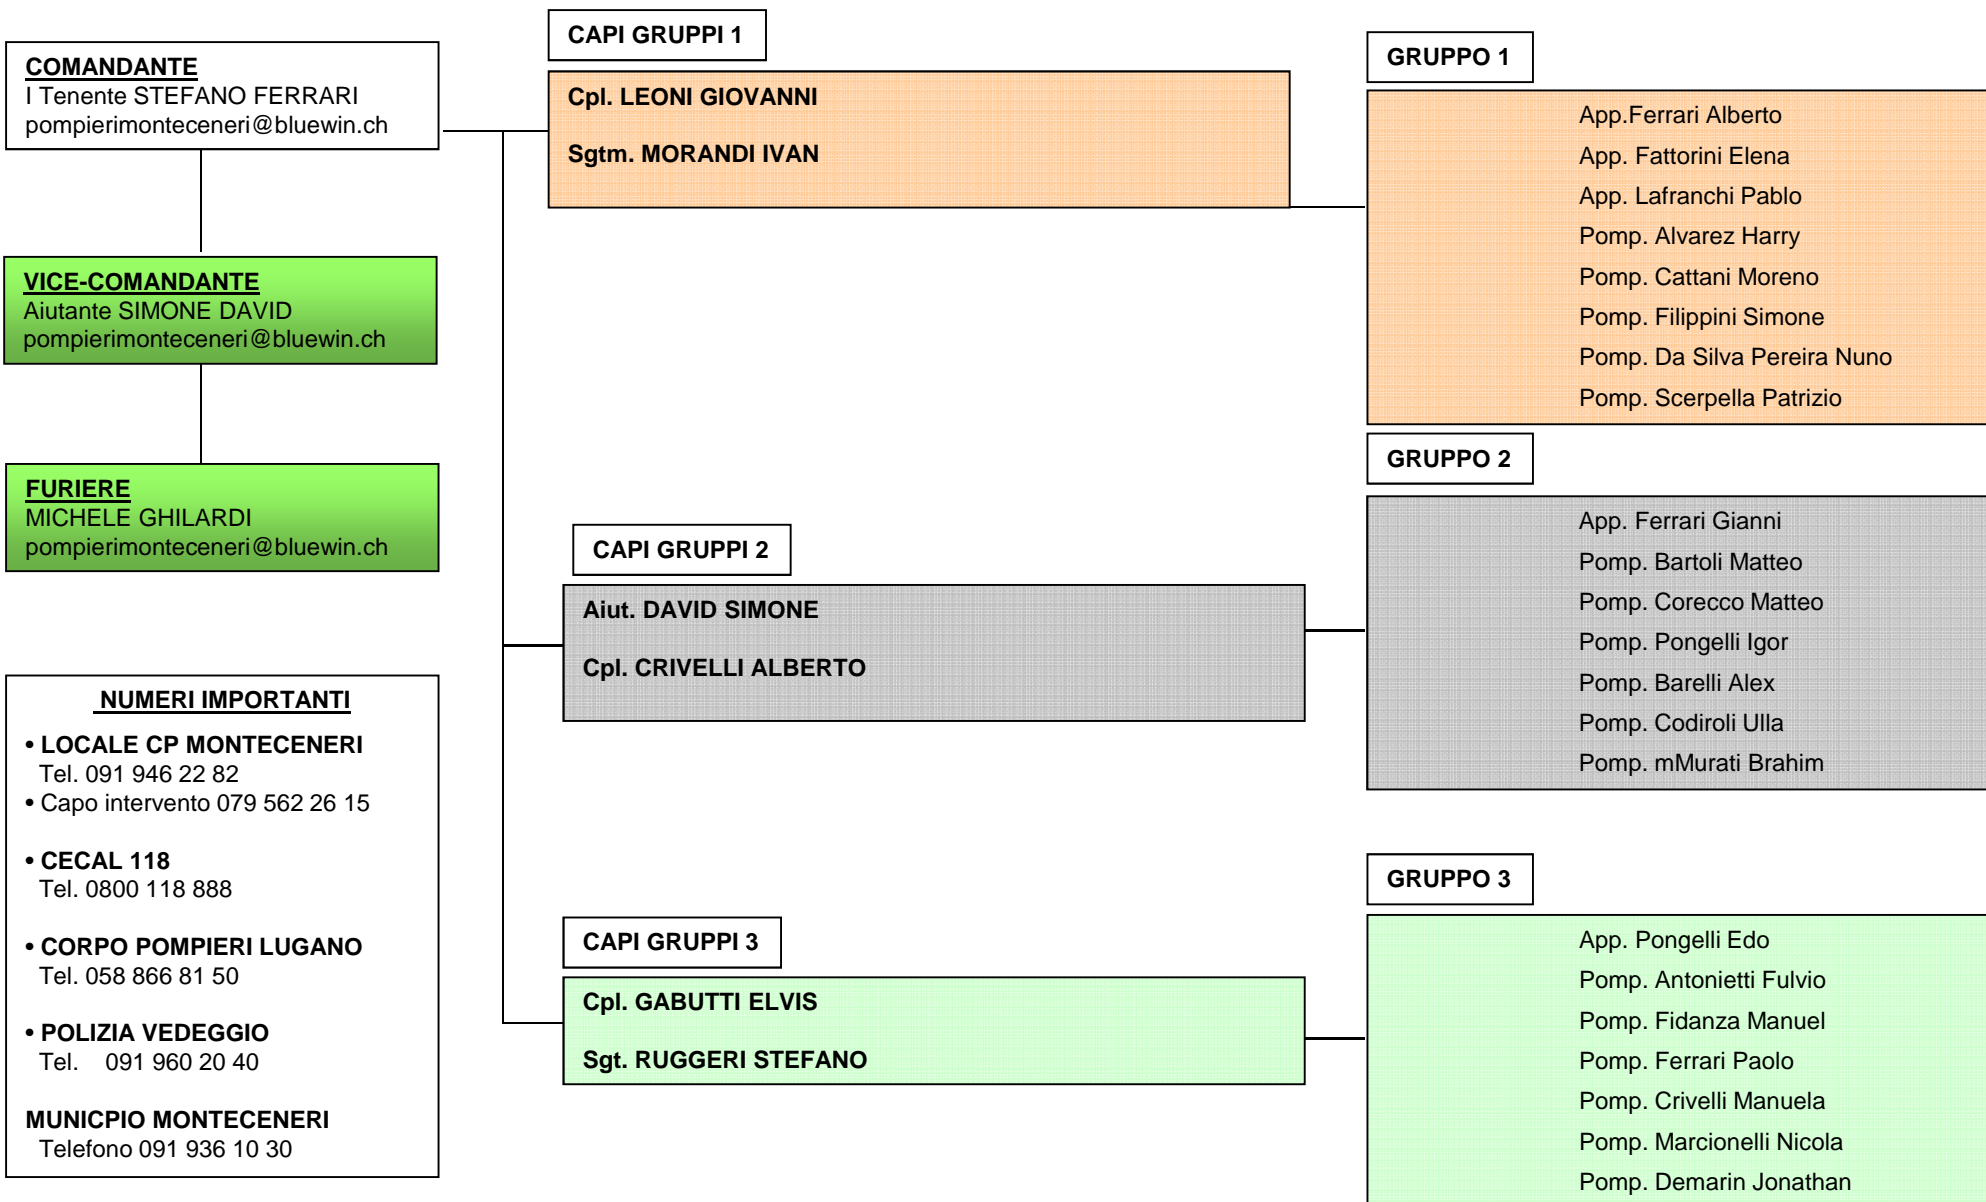 COMANDANTE
I Tenente STEFANO FERRARI
pompierimonteceneri@bluewin.ch
VICE-COMANDANTE
Aiutante SIMONE DAVID
pompierimonteceneri@bluewin.ch
FURIERE
MICHELE GHILARDI
pompierimonteceneri@bluewin.ch
NUMERI IMPORTANTI
• LOCALE CP MONTECENERI
Tel. 091 946 22 82
• Capo intervento 079 562 26 15
• CECAL 118
Tel. 0800 118 888
• CORPO POMPIERI LUGANO
Tel. 058 866 81 50
• POLIZIA VEDEGGIO
Tel. 091 960 20 40
MUNICPIO MONTECENERI
Telefono 091 936 10 30
CAPI GRUPPI 1
Cpl. LEONI GIOVANNI
Sgtm. MORANDI IVAN
CAPI GRUPPI 2
Aiut. DAVID SIMONE
Cpl. CRIVELLI ALBERTO
CAPI GRUPPI 3
Cpl. GABUTTI ELVIS
Sgt. RUGGERI STEFANO
GRUPPO 1
App.Ferrari Alberto
App. Fattorini Elena
App. Lafranchi Pablo
Pomp. Alvarez Harry
Pomp. Cattani Moreno
Pomp. Filippini Simone
Pomp. Da Silva Pereira Nuno
Pomp. Scerpella Patrizio
GRUPPO 2
App. Ferrari Gianni
Pomp. Bartoli Matteo
Pomp. Corecco Matteo
Pomp. Pongelli Igor
Pomp. Barelli Alex
Pomp. Codiroli Ulla
Pomp. mMurati Brahim
GRUPPO 3
App. Pongelli Edo
Pomp. Antonietti Fulvio
Pomp. Fidanza Manuel
Pomp. Ferrari Paolo
Pomp. Crivelli Manuela
Pomp. Marcionelli Nicola
Pomp. Demarin Jonathan